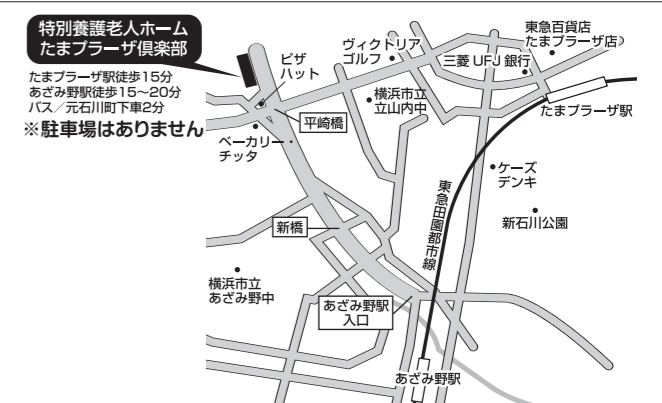 特別養護老人ホーム
たまプラーザ倶楽部
たまプラーザ駅徒歩15分
あざみ野駅徒歩15～20分
バス／元石川町下車2分
※駐車場はありません
ピザ
ハット
ヴィクトリア
ゴルフ
東急百貨店
たまプラーザ店
三菱UFJ銀行
横浜市立
立山内中
たまプラーザ駅
平崎橋
ベーカリー・
チッタ
ケーズ
デンキ
東急田園都市線
新石川公園
新橋
横浜市立
あざみ野中
あざみ野駅
入口
あざみ野駅